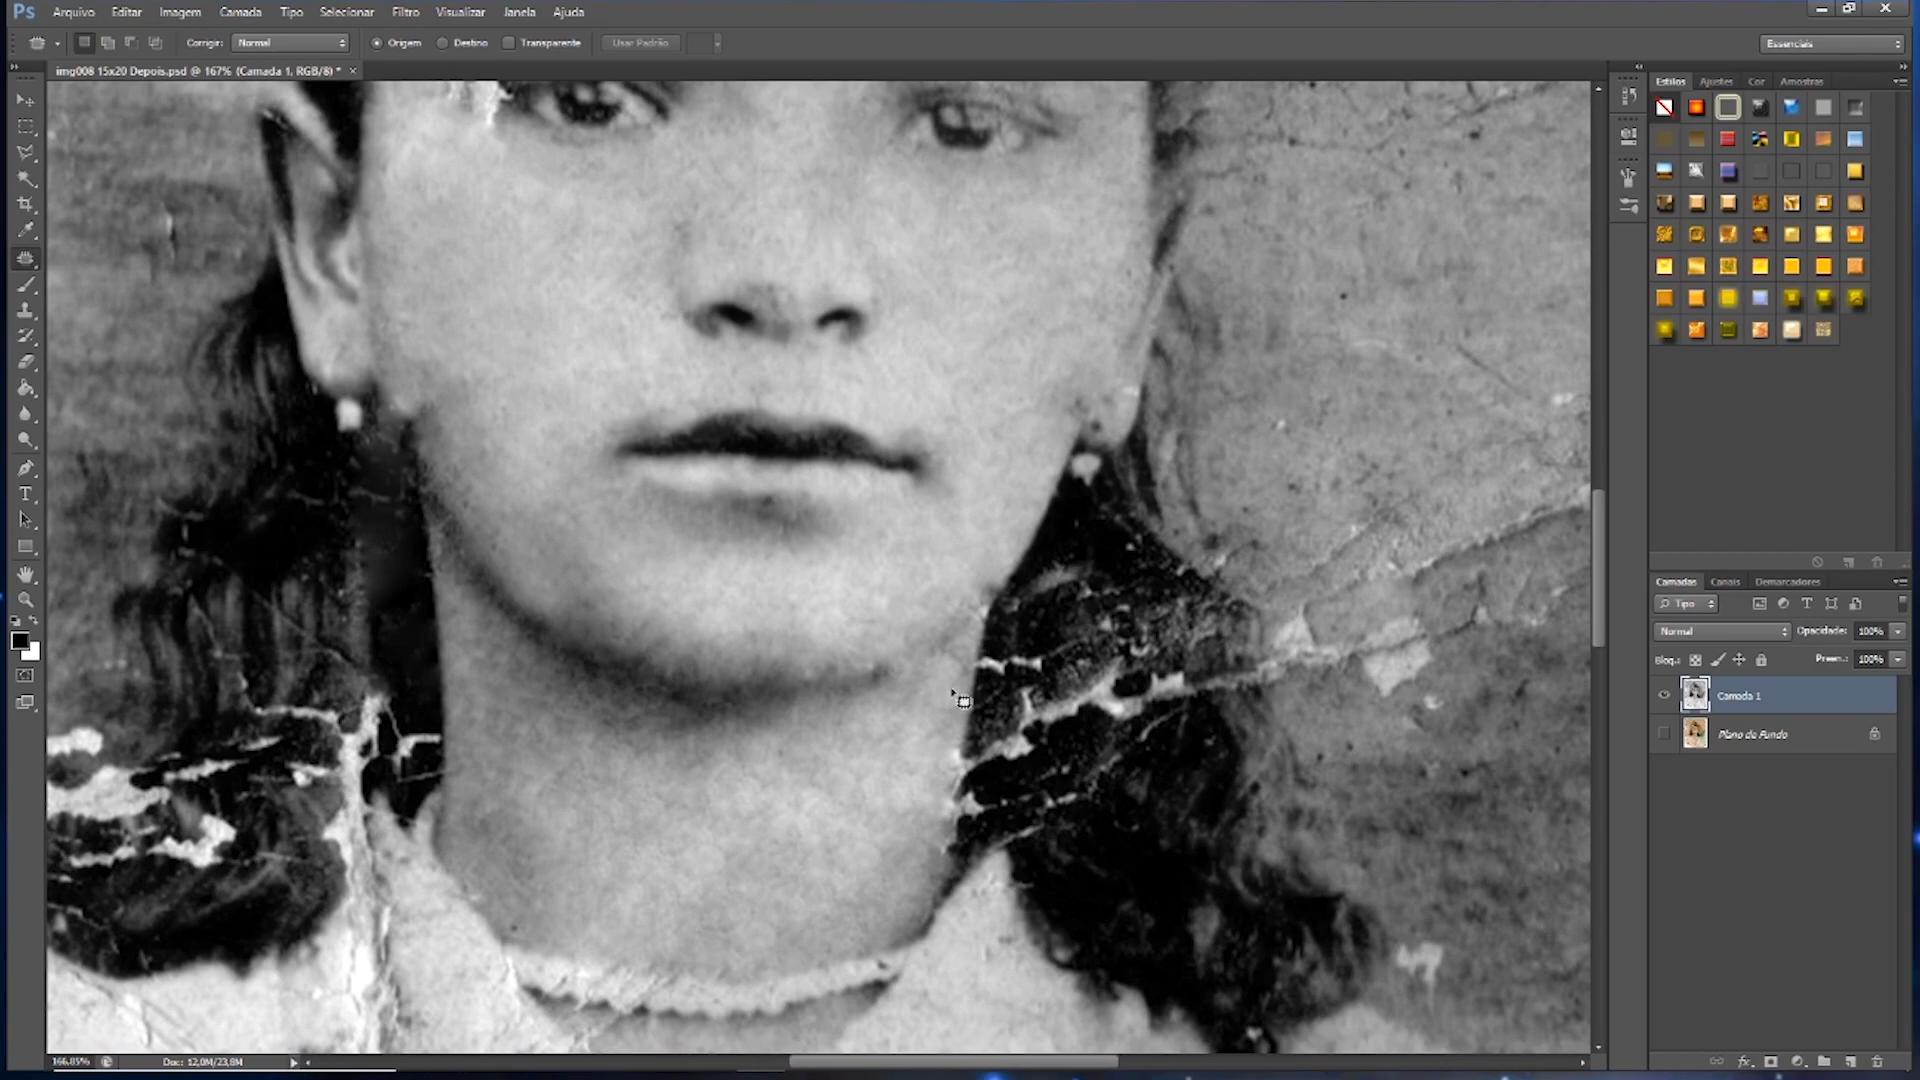 Ps Arquivo Editar Imagem Camada Tipo Selecionar Filtro Visualizar Janela Ajuda
Corrigir: Normal Origem Destino Transparente Usar Padrão Essenciais
img008 15x20 Depois.psd @ 167% (Camada 1, RGB/8) * ×
Estilos Ajustes Cor Amostras
Camadas Canais Demarcadores
Tipo
Normal Opacidade: 100%
Bloq.: Preen.: 100%
Camada 1
Plano de Fundo
166.85% Doc: 12,0M/23,8M